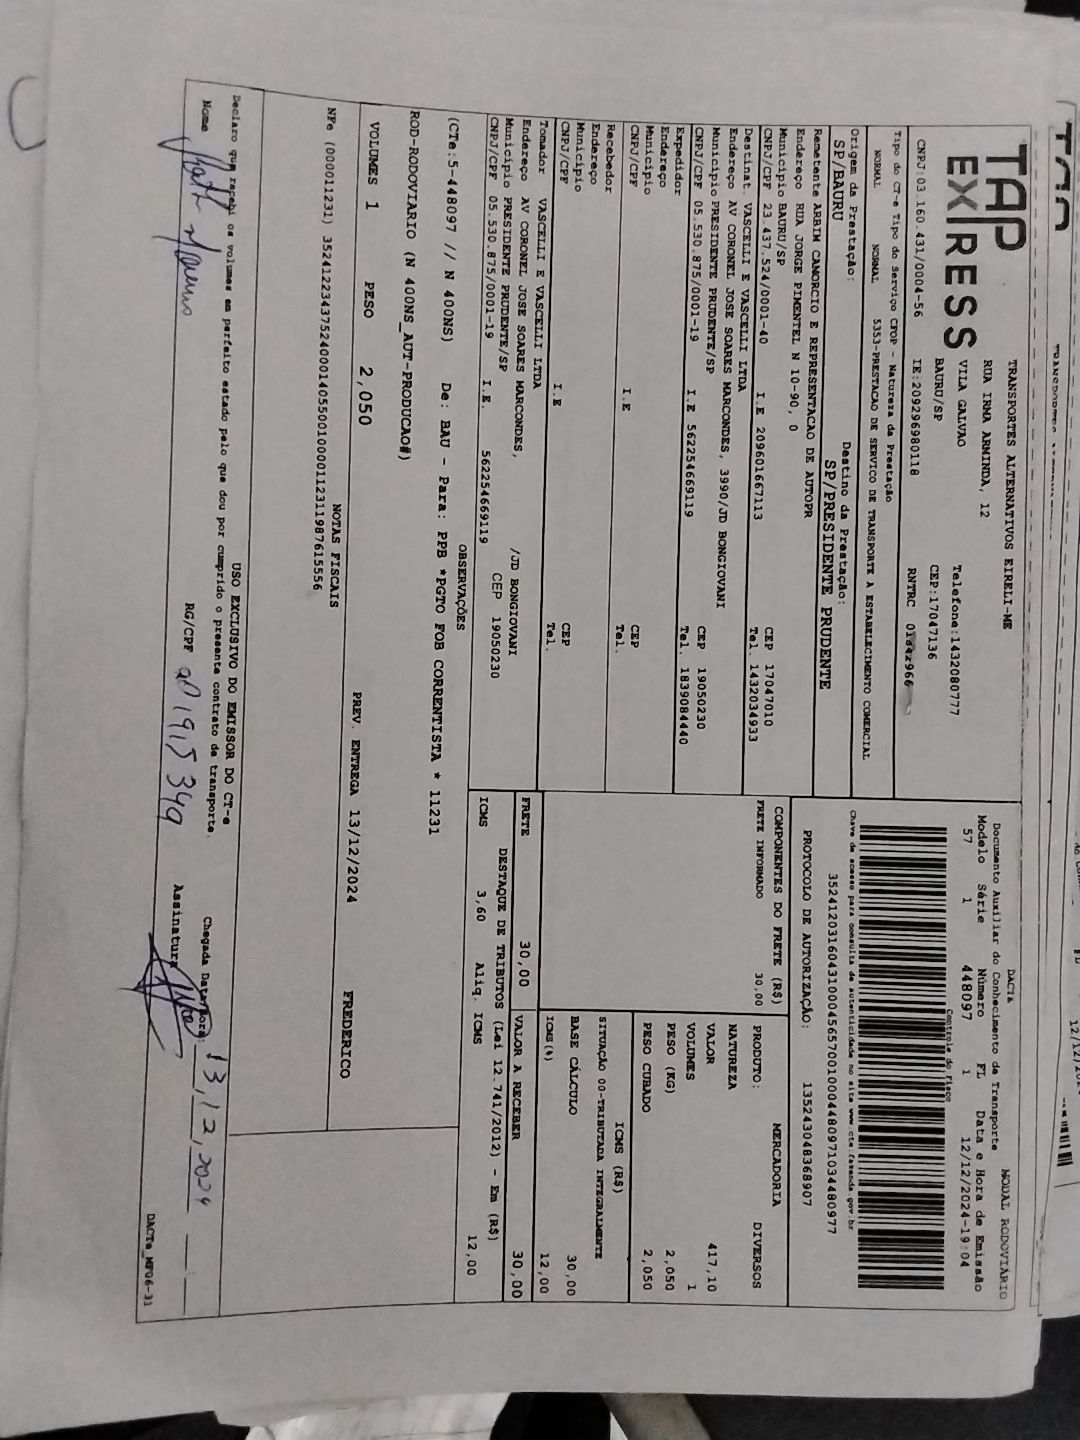 TAP
EXPRESS
TRANSPORTES ALTERNATIVOS EIRELI-ME
RUA IRMA ARMINDA, 12
VILA GALVAO
Telefone:1432080777
BAURU/SP
CEP:17047136
CNPJ:03.160.431/0004-56 IE:209296980118 RNTRC
DACTe MODAL RODOVIÁRIO
Documento Auxiliar do Conhecimento de Transporte
Modelo Série Número FL Data e Hora de Emissão
57 1 448097 1 12/12/2024-19:04
Controle do Fisco
Chave de acesso para consulta de autenticidade no site www.cte.fazenda.gov.br
35241203160431000456570010004480971034480977
PROTOCOLO DE AUTORIZAÇÃO: 135243048368907
Tipo do CT-e Tipo do Serviço CFOP - Natureza da Prestação
NORMAL NORMAL 5353-PRESTACAO DE SERVICO DE TRANSPORTE A ESTABELECIMENTO COMERCIAL
Origem da Prestação: Destino da Prestação:
SP/BAURU SP/PRESIDENTE PRUDENTE
Remetente ARBIM CAMORCIO E REPRESENTACAO DE AUTOPR
Endereço RUA JORGE PIMENTEL N 10-90, 0
Município BAURU/SP CEP 17047010
CNPJ/CPF 23.437.524/0001-40 I.E 209601667113 Tel. 1432034933
Destinat. VASCELLI E VASCELLI LTDA
Endereço AV CORONEL JOSE SOARES MARCONDES, 3990/JD BONGIOVANI
Município PRESIDENTE PRUDENTE/SP CEP 19050230
CNPJ/CPF 05.530.875/0001-19 I.E 562254669119 Tel. 1839084440
Expedidor
Endereço
Município CEP
CNPJ/CPF I.E Tel.
Recebedor
Endereço
Município CEP
CNPJ/CPF I.E Tel.
Tomador VASCELLI E VASCELLI LTDA
Endereço AV CORONEL JOSE SOARES MARCONDES, /JD BONGIOVANI
Município PRESIDENTE PRUDENTE/SP CEP 19050230
CNPJ/CPF 05.530.875/0001-19 I.E. 562254669119
COMPONENTES DO FRETE (R$)
FRETE INFORMADO 30,00
PRODUTO: MERCADORIA DIVERSOS
NATUREZA
VALOR 417,10
VOLUMES 1
PESO (KG) 2,050
PESO CUBADO 2,050
ICMS (R$)
SITUAÇÃO 00-TRIBUTADA INTEGRALMENTE
BASE CÁLCULO 30,00
ICMS(%) 12,00
FRETE 30,00 VALOR A RECEBER 30,00
DESTAQUE DE TRIBUTOS (Lei 12.741/2012) - Em (R$)
ICMS 3,60 Aliq. ICMS 12,00
OBSERVAÇÕES
(CTe:5-448097 // N 400NS) De: BAU - Para: PPB *PGTO FOB CORRENTISTA * 11231
ROD-RODOVIARIO (N 400NS_AUT-PRODUCAO#)
VOLUMES 1 PESO 2,050 PREV. ENTREGA 13/12/2024 FREDERICO
NOTAS FISCAIS
NFe (000011231) 35241223437524000140550010000112311987615556
USO EXCLUSIVO DO EMISSOR DO CT-e
Declaro que recebi os volumes em perfeito estado pelo que dou por cumprido o presente contrato de transporte.
Chegada Data/Hora: 13,12,2024
Nome RG/CPF Assinatura
DACTe_MF06-31